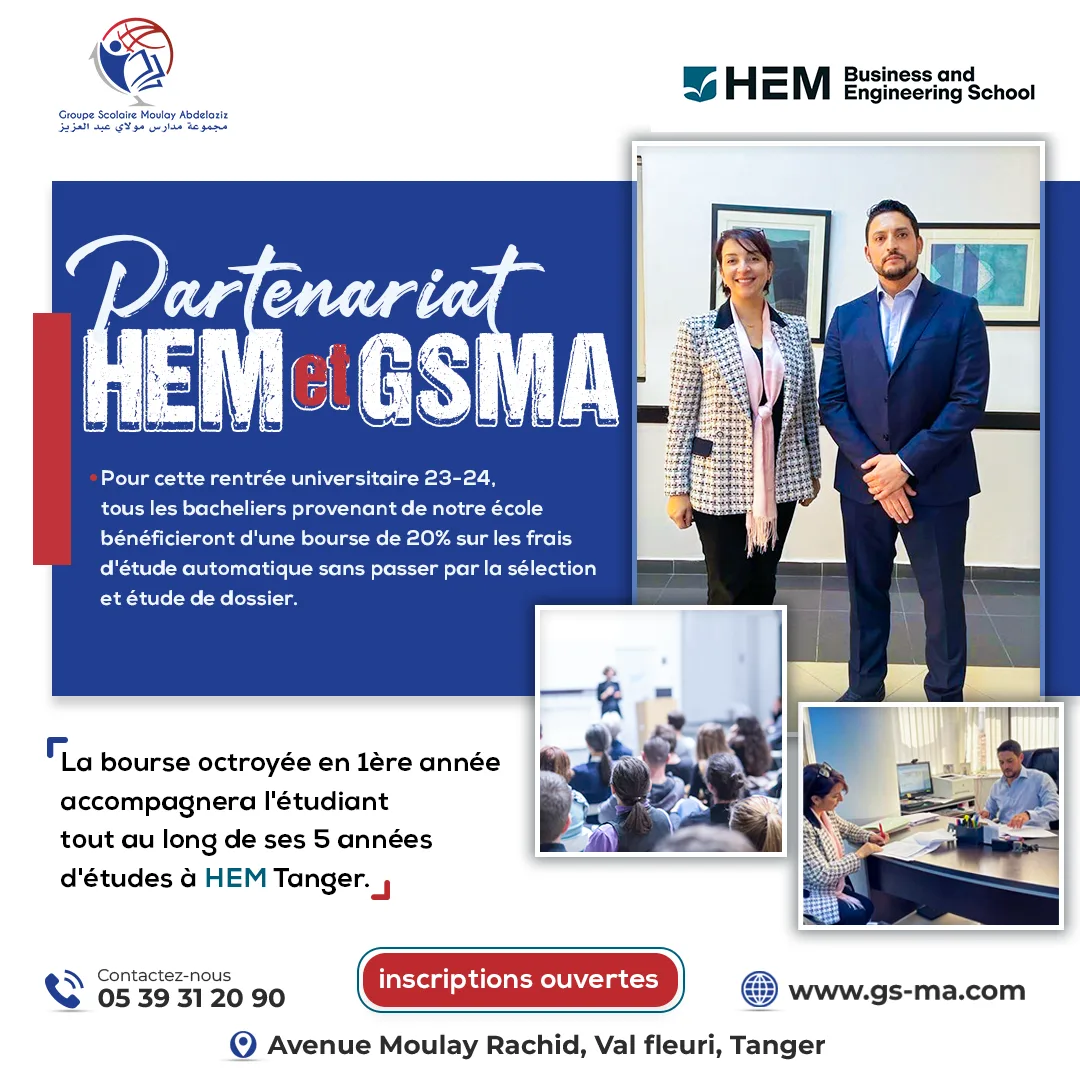 Groupe Scolaire Moulay Abdelaziz
مجموعة مدارس مولاي عبد العزيز
HEM Business and
Engineering School
Partenariat
HEM et GSMA
• Pour cette rentrée universitaire 23-24,
tous les bacheliers provenant de notre école
bénéficieront d'une bourse de 20% sur les frais
d'étude automatique sans passer par la sélection
et étude de dossier.
La bourse octroyée en 1ère année
accompagnera l'étudiant
tout au long de ses 5 années
d'études à HEM Tanger.
Contactez-nous
05 39 31 20 90
inscriptions ouvertes
www.gs-ma.com
Avenue Moulay Rachid, Val fleuri, Tanger